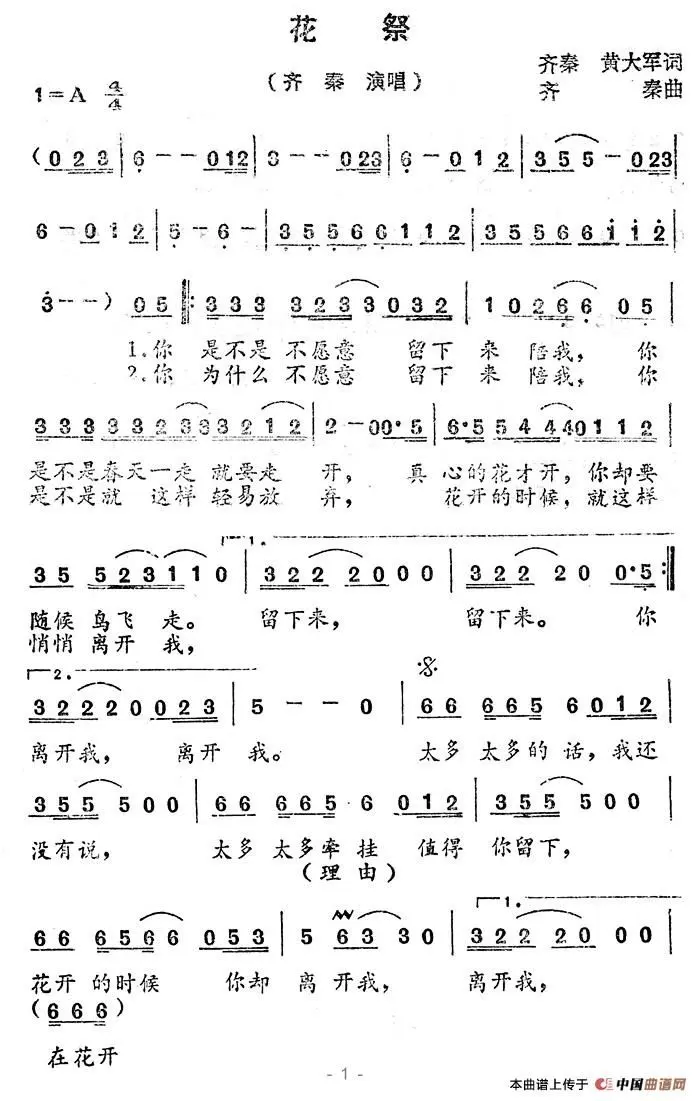 花 祭
(齐 秦 演唱)
齐秦 黄大军词
齐 秦曲
1=A 4/4
(0 2 3 | 6 - - 0 1 2 | 3 - - 0 2 3 | 6 - 0 1 2 | 3 5 5 - - 0 2 3 |
6 - 0 1 2 | 5 - 6 - | 3 5 5 6 6 1 1 2 | 3 5 5 6 6 1 1 2 |
3 - - ) 0 5 ‖: 3 3 3 3 2 3 3 0 3 2 | 1 0 2 6 6 0 5 |
1.你 是不是 不愿意 留下 来 陪我, 你
2.你 为什么 不愿意 留下 来 陪我, 你
3 3 3 3 3 3 2 3 3 3 2 1 2 | 2 - 0 0 · 5 | 6 · 5 5 4 4 4 0 1 1 2 |
是不是春天一走 就要走 开, 真 心的花才开, 你却要
是不是就 这样 轻易放 弃, 花开的时候, 就这样
1.
3 5 5 2 3 1 1 0 | 3 2 2 2 0 0 0 | 3 2 2 2 0 0 · 5 :‖
随候 鸟飞 走。 留下来, 留下来。 你
悄悄 离开 我,
2.
3 2 2 2 0 0 2 3 | 5 - - 0 | 6 6 6 6 5 6 0 1 2 |
离开我, 离开 我。 太多 太多的 话, 我还
3 5 5 5 0 0 | 6 6 6 6 5 · 6 0 1 2 | 3 5 5 5 0 0 |
没有说, 太多 太多牵 挂 值得 你留下,
(理 由)
1.
6 6 6 5 6 6 0 5 3 | 5 6 3 3 0 | 3 2 2 2 0 0 0 |
花开 的时候 你却 离 开我, 离开我,
(6 6 6)
在花开
- 1 -
本曲谱上传于 中国曲谱网